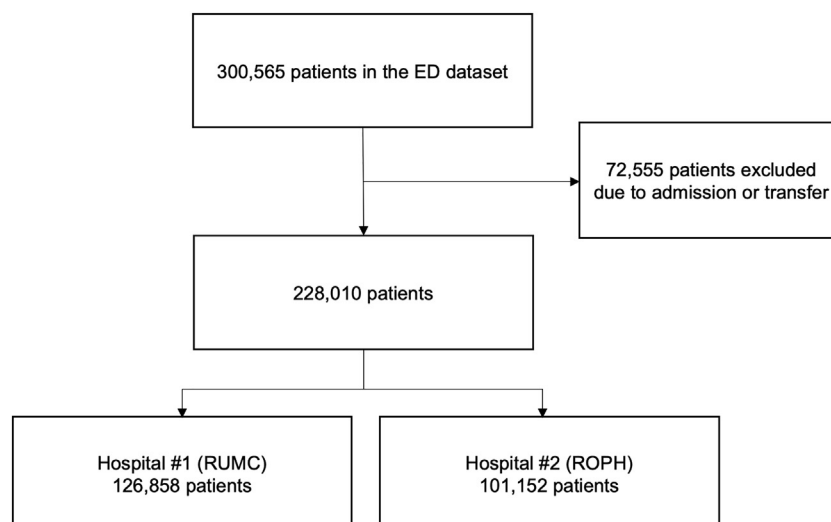 300,565 patients in the ED dataset
72,555 patients excluded
due to admission or transfer
228,010 patients
Hospital #1 (RUMC)
126,858 patients
Hospital #2 (ROPH)
101,152 patients